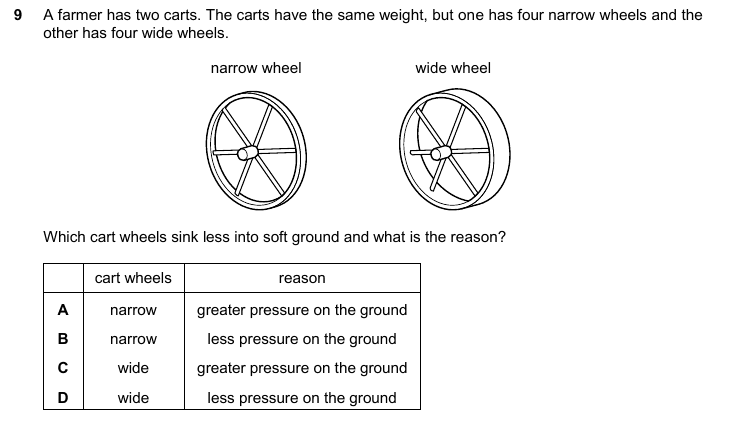 9 A farmer has two carts. The carts have the same weight, but one has four narrow wheels and the
other has four wide wheels.
narrow wheel wide wheel
Which cart wheels sink less into soft ground and what is the reason?
cart wheels reason
A narrow greater pressure on the ground
B narrow less pressure on the ground
C wide greater pressure on the ground
D wide less pressure on the ground